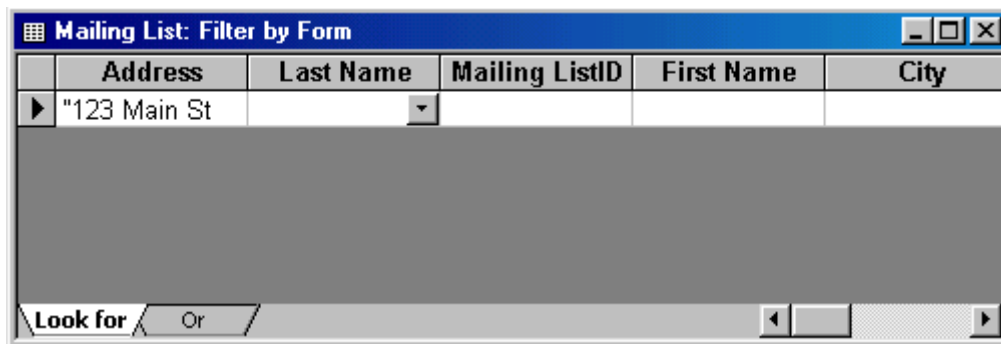 Mailing List: Filter by Form
Address Last Name Mailing ListID First Name City
"123 Main St
Look for Or